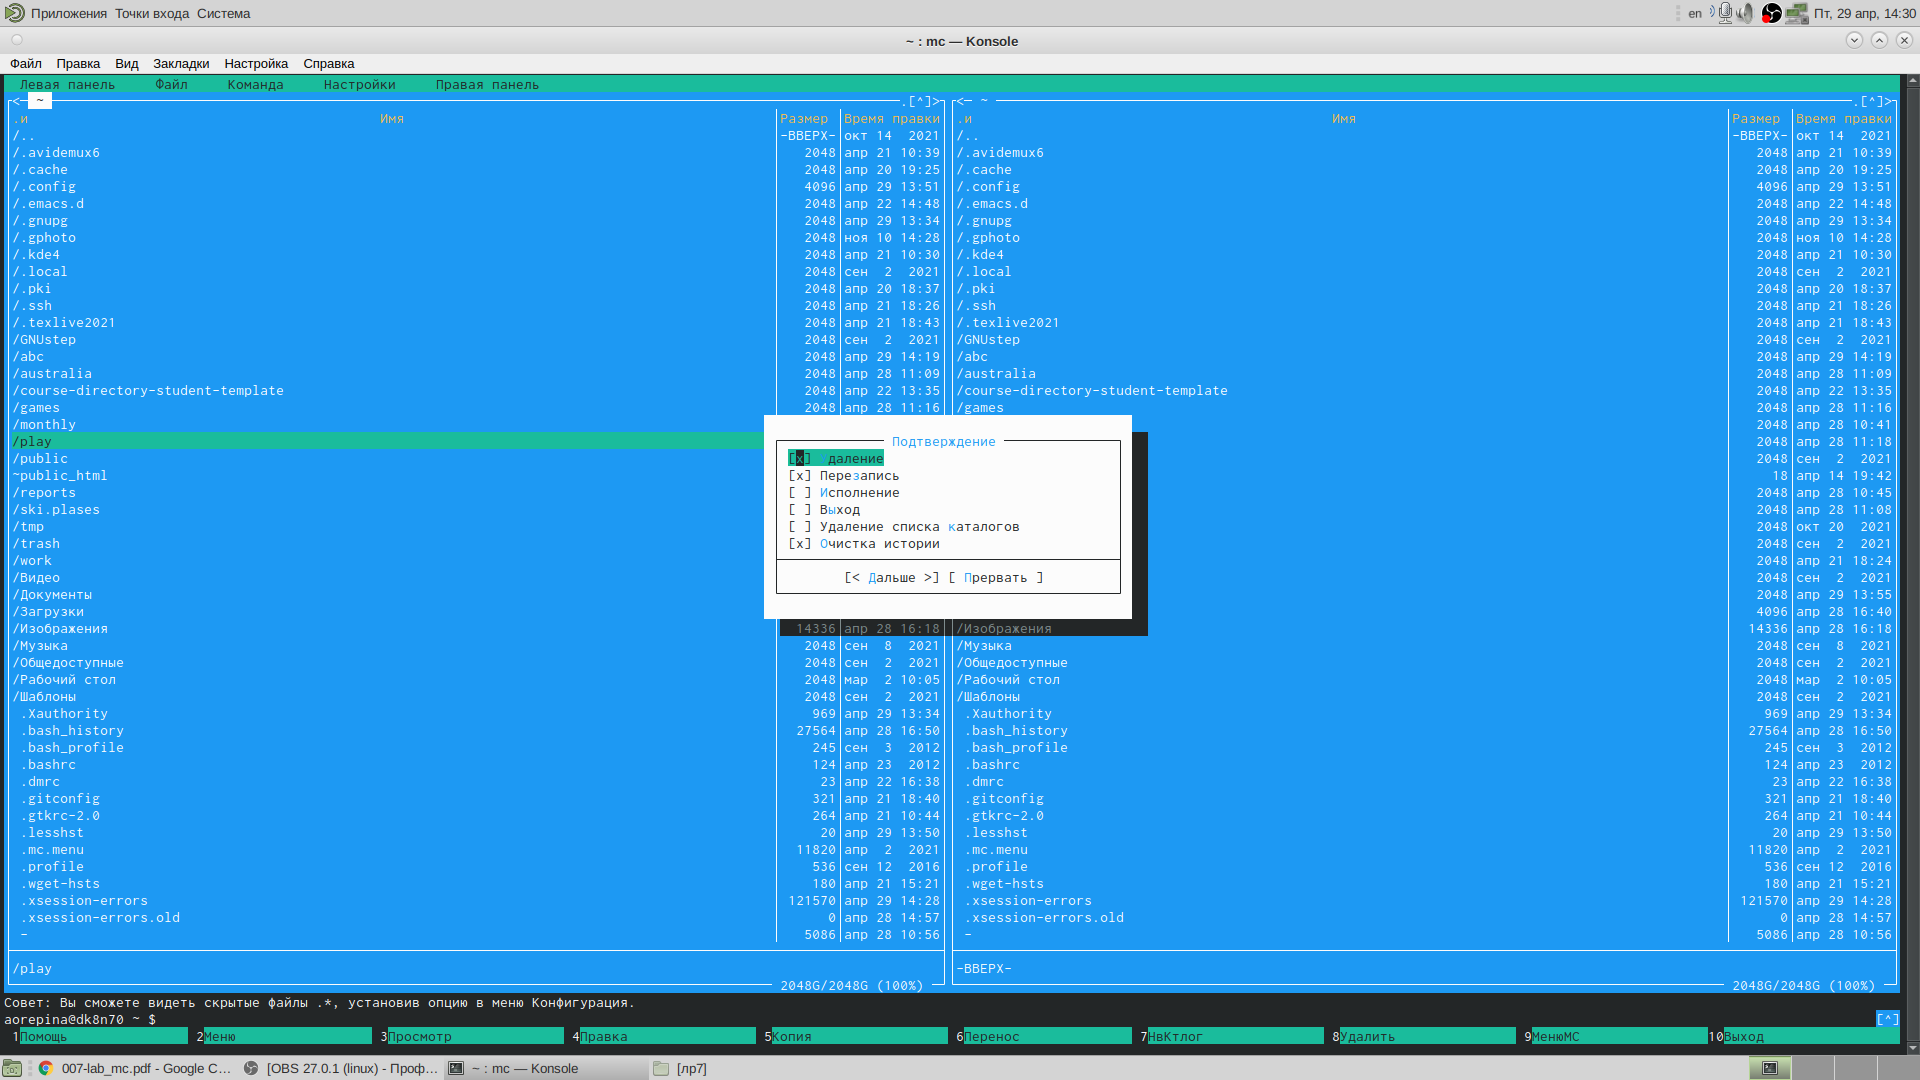 Приложения Точки входа Система en Пт, 29 апр, 14:30
~ : mc — Konsole
Файл Правка Вид Закладки Настройка Справка
Левая панель Файл Команда Настройки Правая панель
<─ ~ .[^]> <─ ~ .[^]>
.и Имя Размер Время правки .и Имя Размер Время правки
/.. -ВВЕРХ- окт 14 2021 /.. -ВВЕРХ- окт 14 2021
/.avidemux6 2048 апр 21 10:39 /.avidemux6 2048 апр 21 10:39
/.cache 2048 апр 20 19:25 /.cache 2048 апр 20 19:25
/.config 4096 апр 29 13:51 /.config 4096 апр 29 13:51
/.emacs.d 2048 апр 22 14:48 /.emacs.d 2048 апр 22 14:48
/.gnupg 2048 апр 29 13:34 /.gnupg 2048 апр 29 13:34
/.gphoto 2048 ноя 10 14:28 /.gphoto 2048 ноя 10 14:28
/.kde4 2048 апр 21 10:30 /.kde4 2048 апр 21 10:30
/.local 2048 сен 2 2021 /.local 2048 сен 2 2021
/.pki 2048 апр 20 18:37 /.pki 2048 апр 20 18:37
/.ssh 2048 апр 21 18:26 /.ssh 2048 апр 21 18:26
/.texlive2021 2048 апр 21 18:43 /.texlive2021 2048 апр 21 18:43
/GNUstep 2048 сен 2 2021 /GNUstep 2048 сен 2 2021
/abc 2048 апр 29 14:19 /abc 2048 апр 29 14:19
/australia 2048 апр 28 11:09 /australia 2048 апр 28 11:09
/course-directory-student-template 2048 апр 22 13:35 /course-directory-student-template 2048 апр 22 13:35
/games 2048 апр 28 11:16 /games 2048 апр 28 11:16
/monthly 2048 апр 28 10:41
/play Подтверждение 2048 апр 28 11:18
/public [x] даление 2048 сен 2 2021
~public_html [x] Перезапись 18 апр 14 19:42
/reports [ ] Исполнение 2048 апр 28 10:45
/ski.plases [ ] Выход 2048 апр 28 11:08
/tmp [ ] Удаление списка каталогов 2048 окт 20 2021
/trash [x] Очистка истории 2048 сен 2 2021
/work 2048 апр 21 18:24
/Видео [< Дальше >] [ Прервать ] 2048 сен 2 2021
/Документы 2048 апр 29 13:55
/Загрузки 4096 апр 28 16:40
/Изображения 14336 апр 28 16:18 /Изображения 14336 апр 28 16:18
/Музыка 2048 сен 8 2021 /Музыка 2048 сен 8 2021
/Общедоступные 2048 сен 2 2021 /Общедоступные 2048 сен 2 2021
/Рабочий стол 2048 мар 2 10:05 /Рабочий стол 2048 мар 2 10:05
/Шаблоны 2048 сен 2 2021 /Шаблоны 2048 сен 2 2021
.Xauthority 969 апр 29 13:34 .Xauthority 969 апр 29 13:34
.bash_history 27564 апр 28 16:50 .bash_history 27564 апр 28 16:50
.bash_profile 245 сен 3 2012 .bash_profile 245 сен 3 2012
.bashrc 124 апр 23 2012 .bashrc 124 апр 23 2012
.dmrc 23 апр 22 16:38 .dmrc 23 апр 22 16:38
.gitconfig 321 апр 21 18:40 .gitconfig 321 апр 21 18:40
.gtkrc-2.0 264 апр 21 10:44 .gtkrc-2.0 264 апр 21 10:44
.lesshst 20 апр 29 13:50 .lesshst 20 апр 29 13:50
.mc.menu 11820 апр 2 2021 .mc.menu 11820 апр 2 2021
.profile 536 сен 12 2016 .profile 536 сен 12 2016
.wget-hsts 180 апр 21 15:21 .wget-hsts 180 апр 21 15:21
.xsession-errors 121570 апр 29 14:28 .xsession-errors 121570 апр 29 14:28
.xsession-errors.old 0 апр 28 14:57 .xsession-errors.old 0 апр 28 14:57
- 5086 апр 28 10:56 - 5086 апр 28 10:56
/play -ВВЕРХ-
2048G/2048G (100%) 2048G/2048G (100%)
Совет: Вы сможете видеть скрытые файлы .*, установив опцию в меню Конфигурация.
aorepina@dk8n70 ~ $ [^]
1Помощь 2Меню 3Просмотр 4Правка 5Копия 6Перенос 7НвКтлог 8Удалить 9МенюМС 10Выход
007-lab_mc.pdf - Google C... [OBS 27.0.1 (linux) - Проф... ~ : mc — Konsole [лр7]